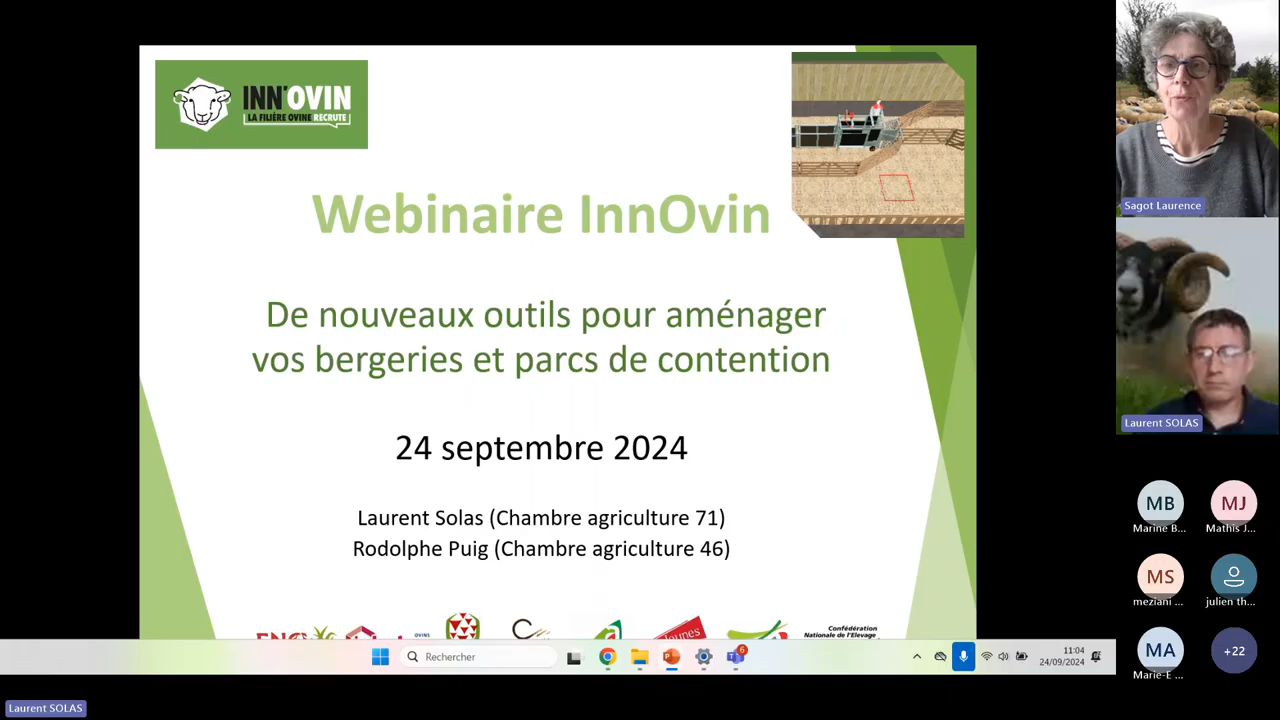 INN'OVIN
LA FILIÈRE OVINE RECRUTE
Webinaire InnOvin
De nouveaux outils pour aménager
vos bergeries et parcs de contention
24 septembre 2024
Laurent Solas (Chambre agriculture 71)
Rodolphe Puig (Chambre agriculture 46)
OVINS
Confédération
Nationale de l'Elevage
Rechercher
6
11:04
24/09/2024
Sagot Laurence
Laurent SOLAS
MB
Marine B...
MJ
Mathis J...
MS
meziani ...
julien th...
MA
Marie-E ...
+22
Laurent SOLAS